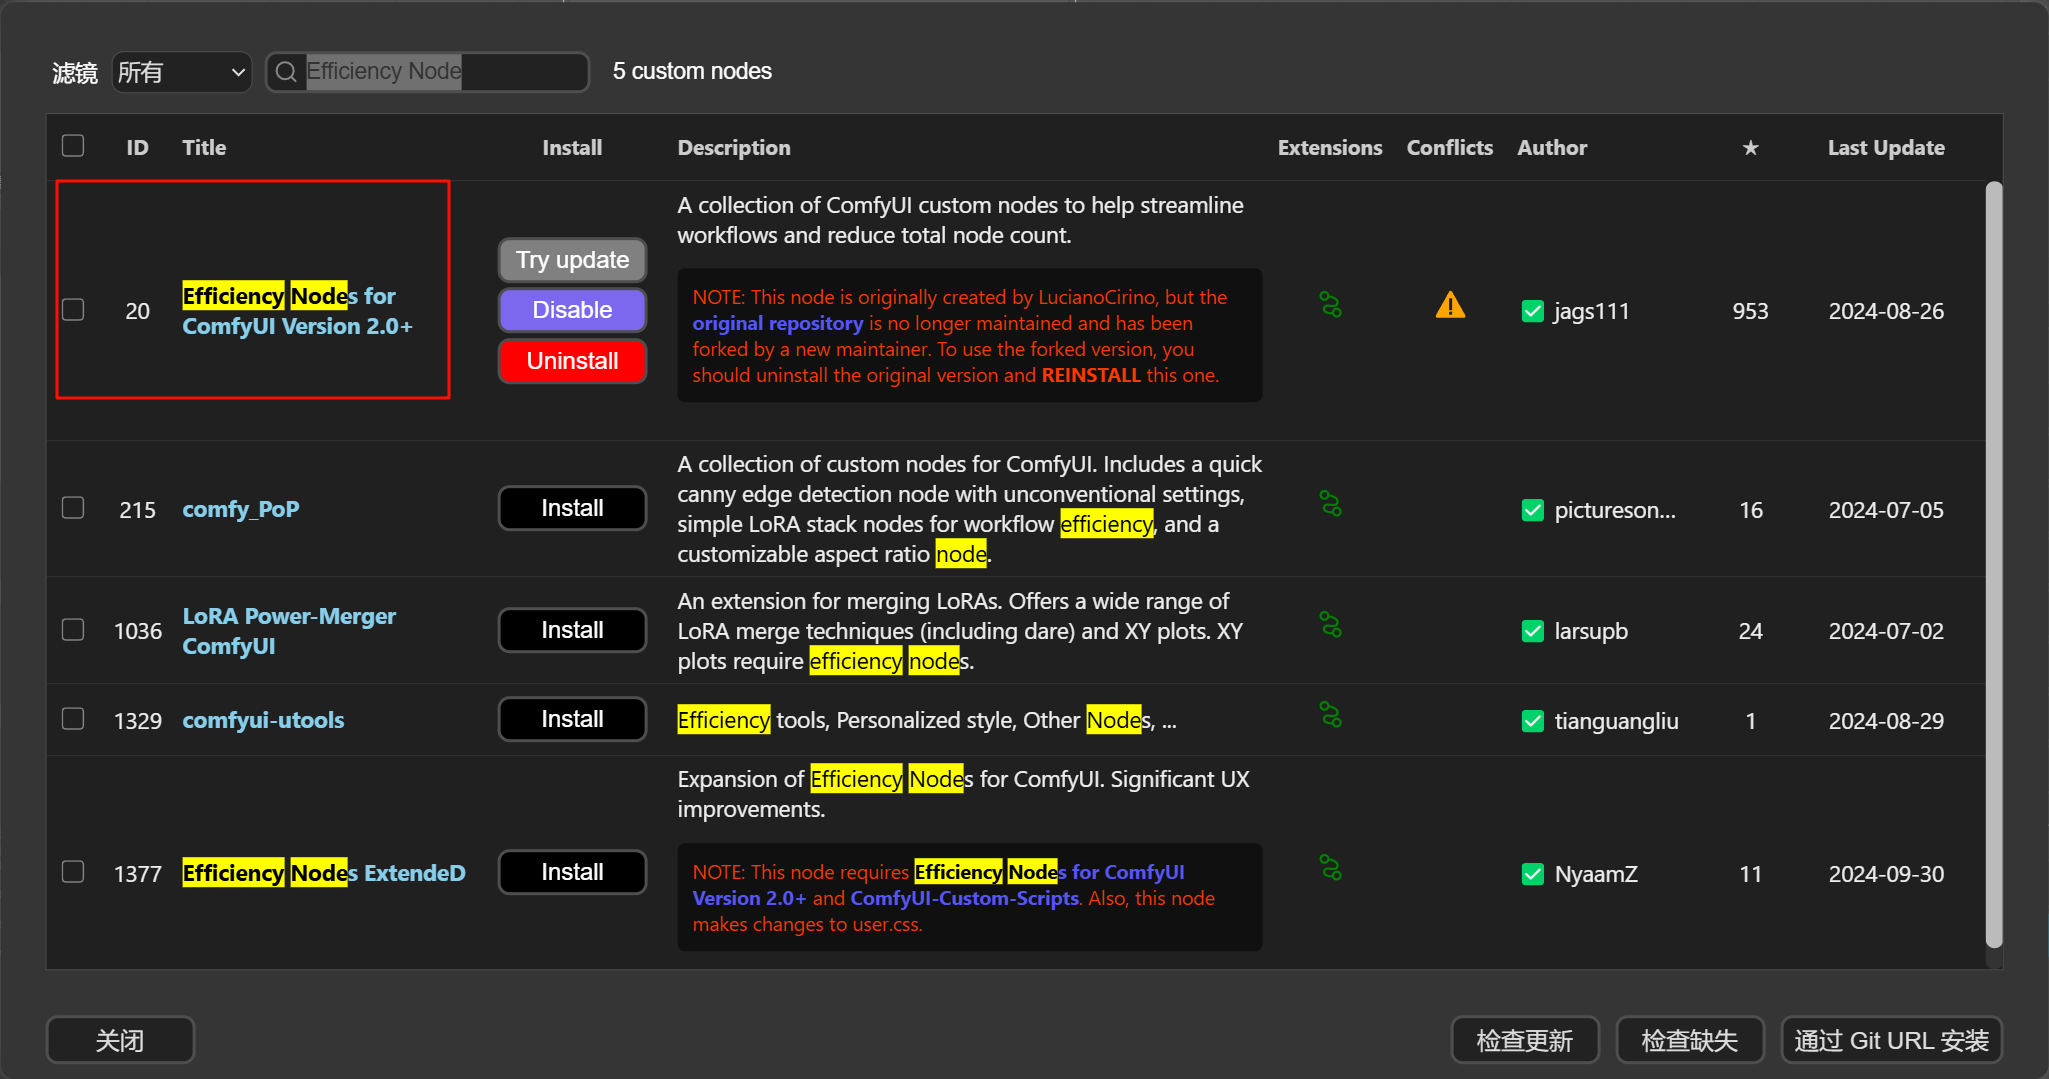 滤镜 所有 Efficiency Node 5 custom nodes
ID Title Install Description Extensions Conflicts Author ★ Last Update
20
Efficiency Nodes for
ComfyUI Version 2.0+
Try update
Disable
Uninstall
A collection of ComfyUI custom nodes to help streamline
workflows and reduce total node count.
NOTE: This node is originally created by LucianoCirino, but the
original repository is no longer maintained and has been
forked by a new maintainer. To use the forked version, you
should uninstall the original version and REINSTALL this one.
jags111 953 2024-08-26
215 comfy_PoP Install
A collection of custom nodes for ComfyUI. Includes a quick
canny edge detection node with unconventional settings,
simple LoRA stack nodes for workflow efficiency, and a
customizable aspect ratio node.
pictureson... 16 2024-07-05
1036
LoRA Power-Merger
ComfyUI
Install
An extension for merging LoRAs. Offers a wide range of
LoRA merge techniques (including dare) and XY plots. XY
plots require efficiency nodes.
larsupb 24 2024-07-02
1329 comfyui-utools Install Efficiency tools, Personalized style, Other Nodes, ... tianguangliu 1 2024-08-29
1377 Efficiency Nodes ExtendeD Install
Expansion of Efficiency Nodes for ComfyUI. Significant UX
improvements.
NOTE: This node requires Efficiency Nodes for ComfyUI
Version 2.0+ and ComfyUI-Custom-Scripts. Also, this node
makes changes to user.css.
NyaamZ 11 2024-09-30
关闭 检查更新 检查缺失 通过 Git URL 安装